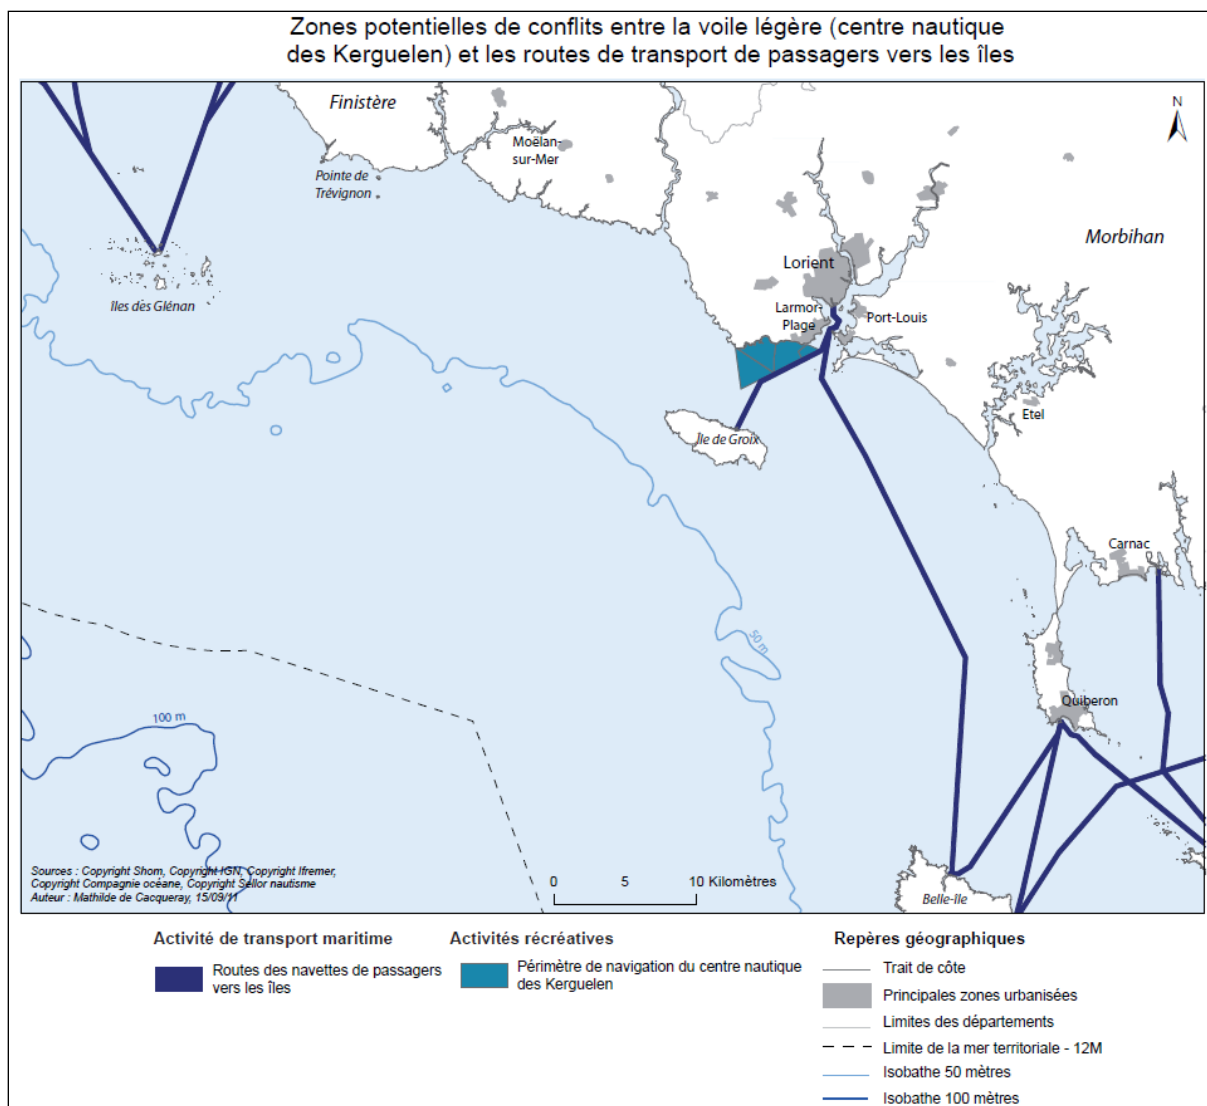 Zones potentielles de conflits entre la voile légère (centre nautique
des Kerguelen) et les routes de transport de passagers vers les îles
Finistère
N
Moëlan-
sur-Mer
Pointe de
Trévignon
Morbihan
Lorient
Iles des Glénan
Larmor-
Plage
Port-Louis
Etel
Ile de Groix
Carnac
50 m
Quiberon
100 m
Sources : Copyright Shom, Copyright IGN, Copyright Ifremer,
Copyright Compagnie océane, Copyright Sellor nautisme
Auteur : Mathilde de Cacqueray, 15/09/11
0 5 10 Kilomètres
Belle-Ile
Activité de transport maritime
Routes des navettes de passagers
vers les îles
Activités récréatives
Périmètre de navigation du centre nautique
des Kerguelen
Repères géographiques
Trait de côte
Principales zones urbanisées
Limites des départements
Limite de la mer territoriale - 12M
Isobathe 50 mètres
Isobathe 100 mètres